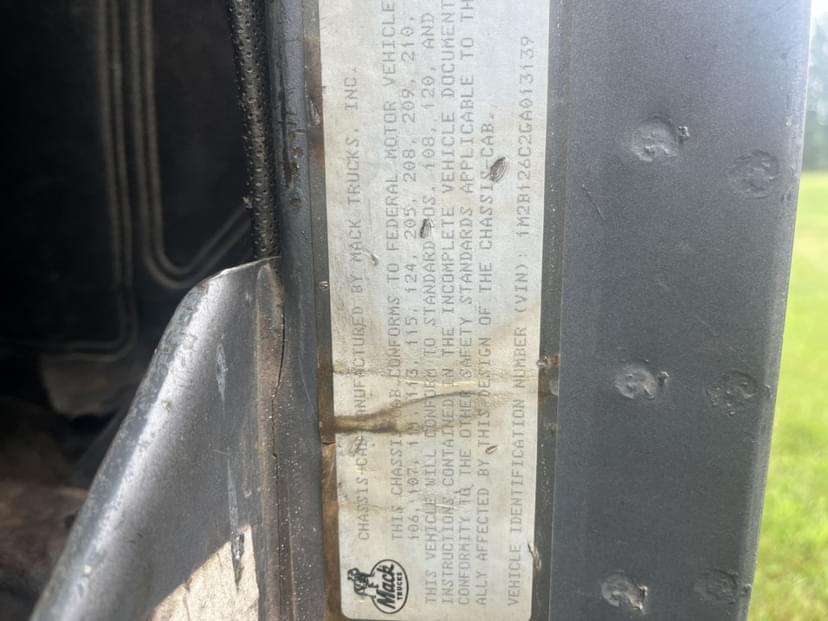 Mack
TRUCKS
CHASSIS-CAB MANUFACTURED BY MACK TRUCKS, INC.
THIS CHASSIS-CAB CONFORMS TO FEDERAL MOTOR VEHICLE
106, 107, 111, 113, 115, 124, 205, 208, 209, 210,
THIS VEHICLE WILL CONFORM TO STANDARD NOS. 108, 120, AND
INSTRUCTIONS CONTAINED IN THE INCOMPLETE VEHICLE DOCUMENT
CONFORMITY TO THE OTHER SAFETY STANDARDS APPLICABLE TO TH
ALLY AFFECTED BY THIS DESIGN OF THE CHASSIS-CAB.
VEHICLE IDENTIFICATION NUMBER (VIN): 1M2B126C2GA013139